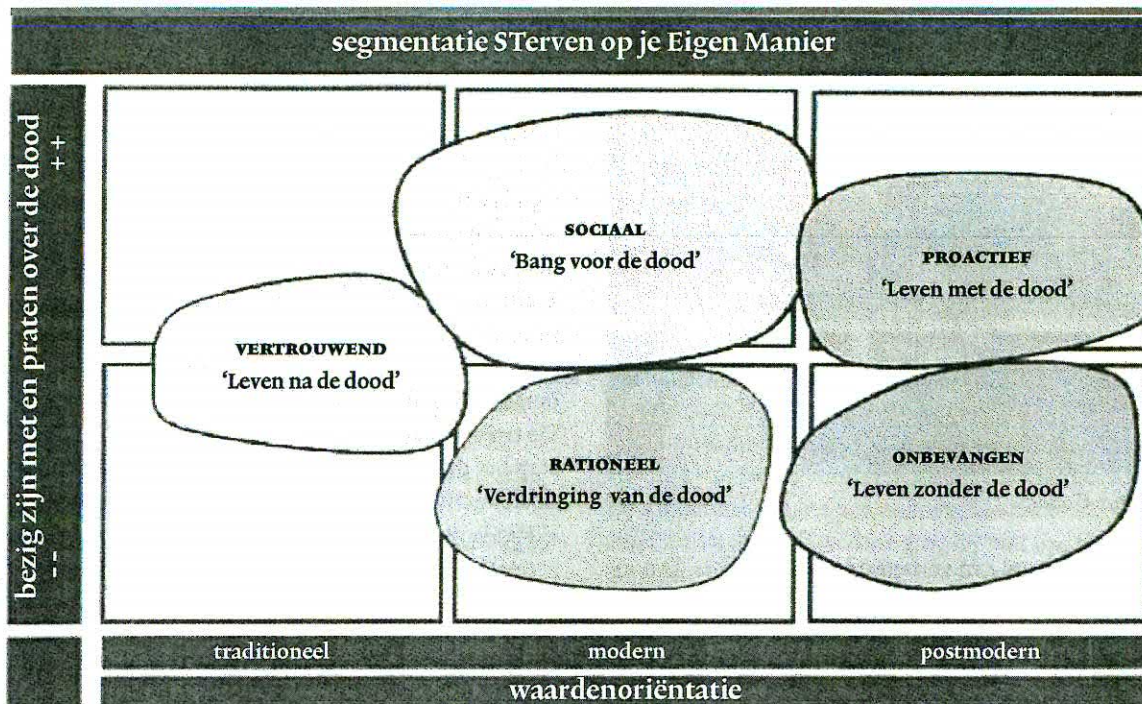 segmentatie STerven op je Eigen Manier
bezig zijn met en praten over de dood
++
--
SOCIAAL
‘Bang voor de dood’
PROACTIEF
‘Leven met de dood’
VERTROUWEND
‘Leven na de dood’
RATIONEEL
‘Verdringing van de dood’
ONBEVANGEN
‘Leven zonder de dood’
traditioneel
modern
postmodern
waardenoriëntatie